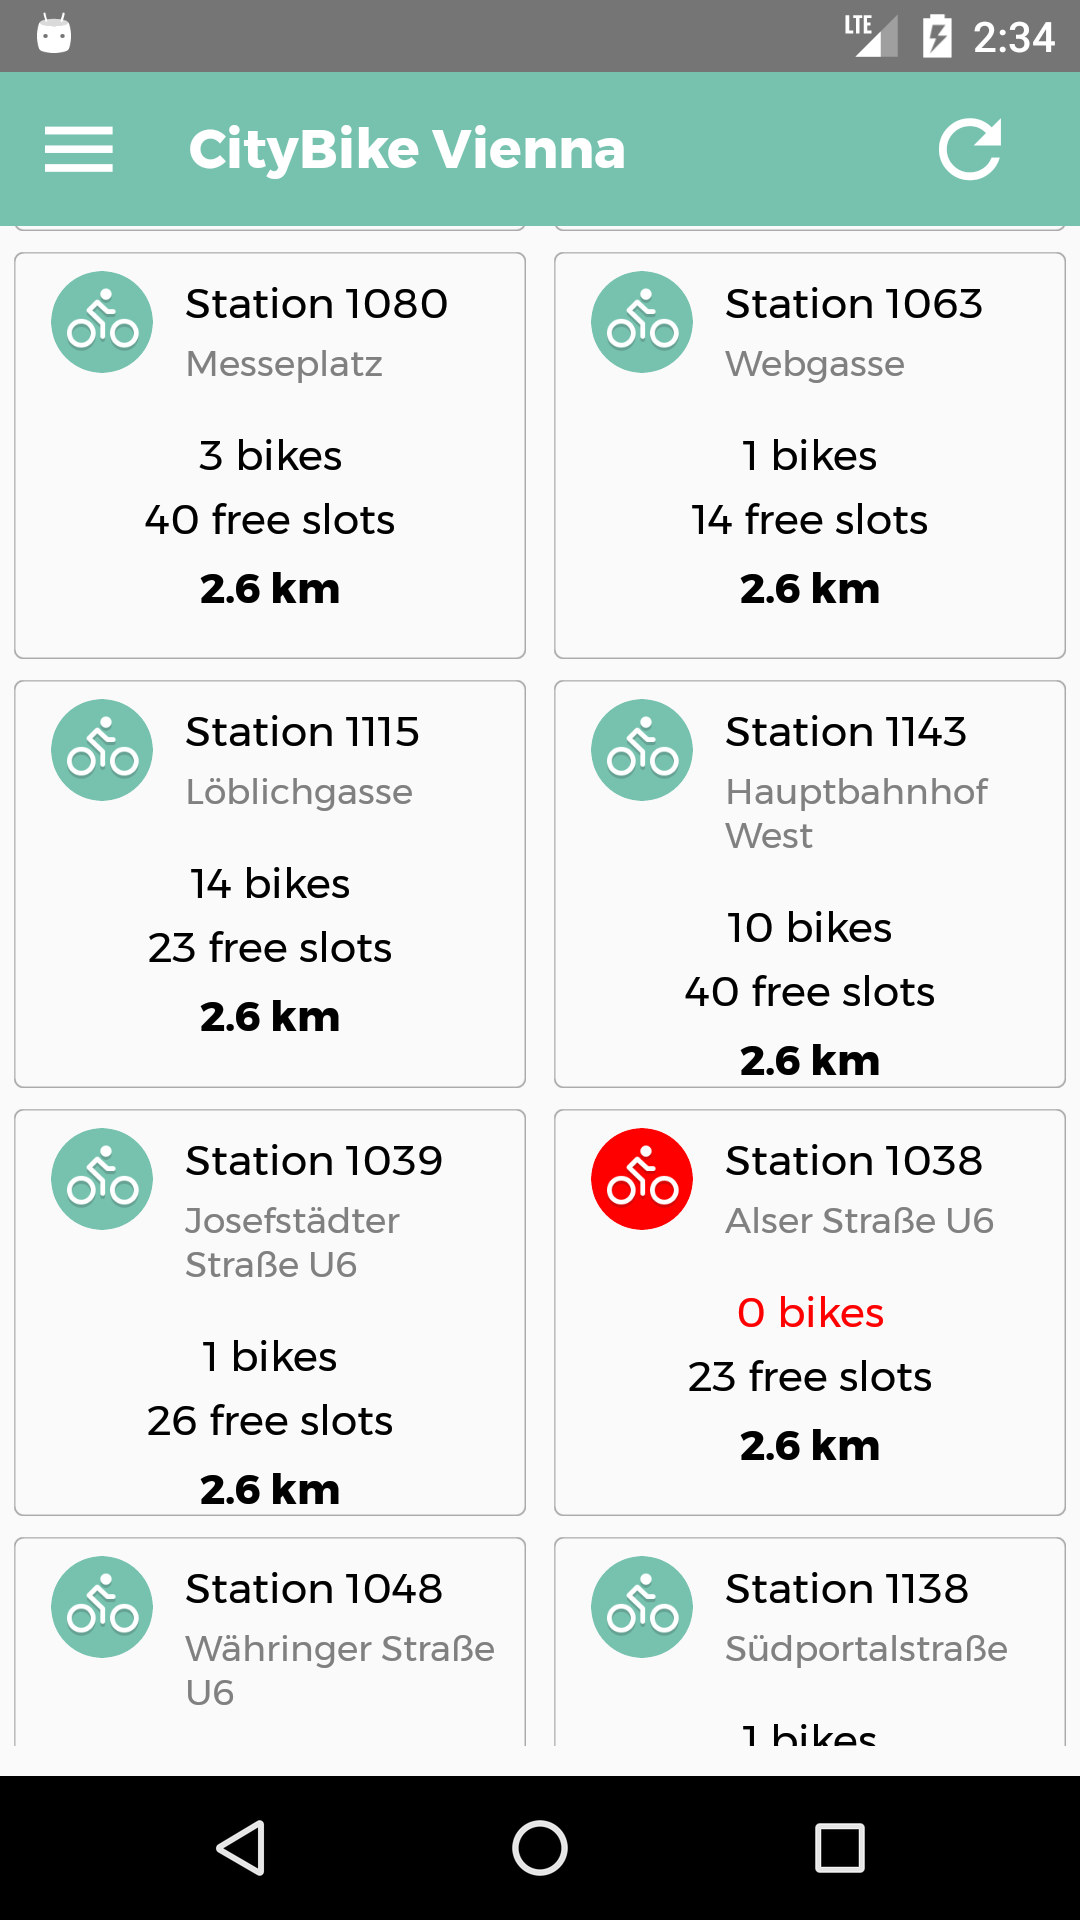 LTE 2:34
CityBike Vienna
Station 1080
Messeplatz
3 bikes
40 free slots
2.6 km
Station 1063
Webgasse
1 bikes
14 free slots
2.6 km
Station 1115
Löblichgasse
14 bikes
23 free slots
2.6 km
Station 1143
Hauptbahnhof
West
10 bikes
40 free slots
2.6 km
Station 1039
Josefstädter
Straße U6
1 bikes
26 free slots
2.6 km
Station 1038
Alser Straße U6
0 bikes
23 free slots
2.6 km
Station 1048
Währinger Straße
U6
Station 1138
Südportalstraße
1 bikes